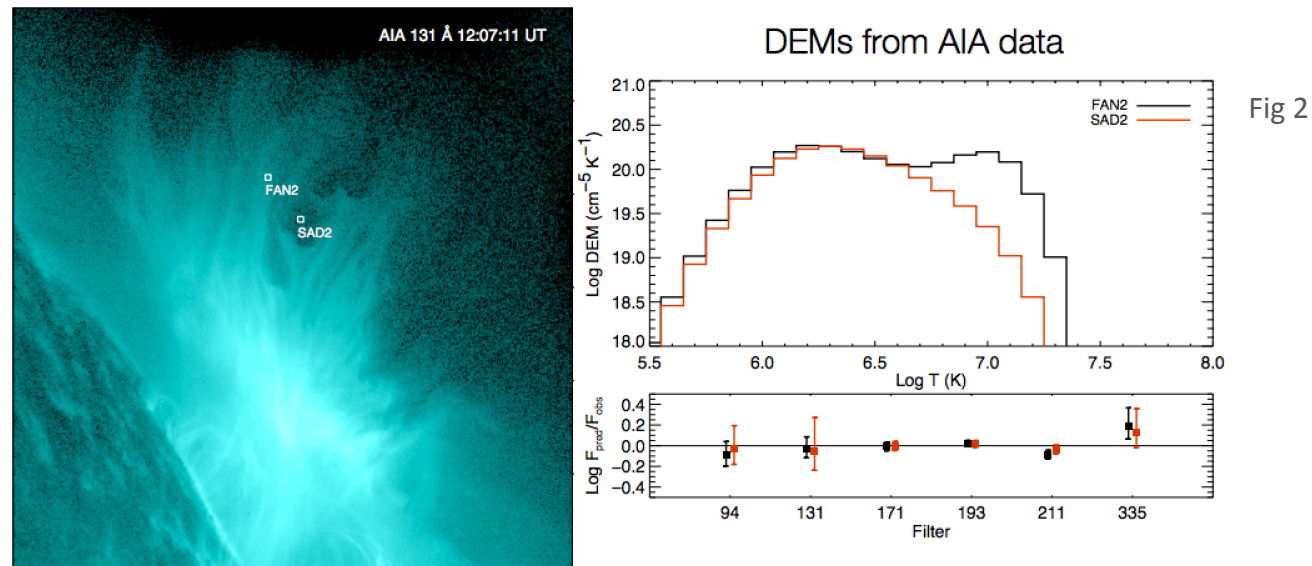 AIA 131 Å 12:07:11 UT
FAN2
SAD2
DEMs from AIA data
Fig 2
Log DEM (cm⁻⁵ K⁻¹)
21.0
20.5
20.0
19.5
19.0
18.5
18.0
FAN2
SAD2
5.5 6.0 6.5 7.0 7.5 8.0
Log T (K)
Log F_pred/F_obs
0.4
0.2
0.0
−0.2
−0.4
94 131 171 193 211 335
Filter